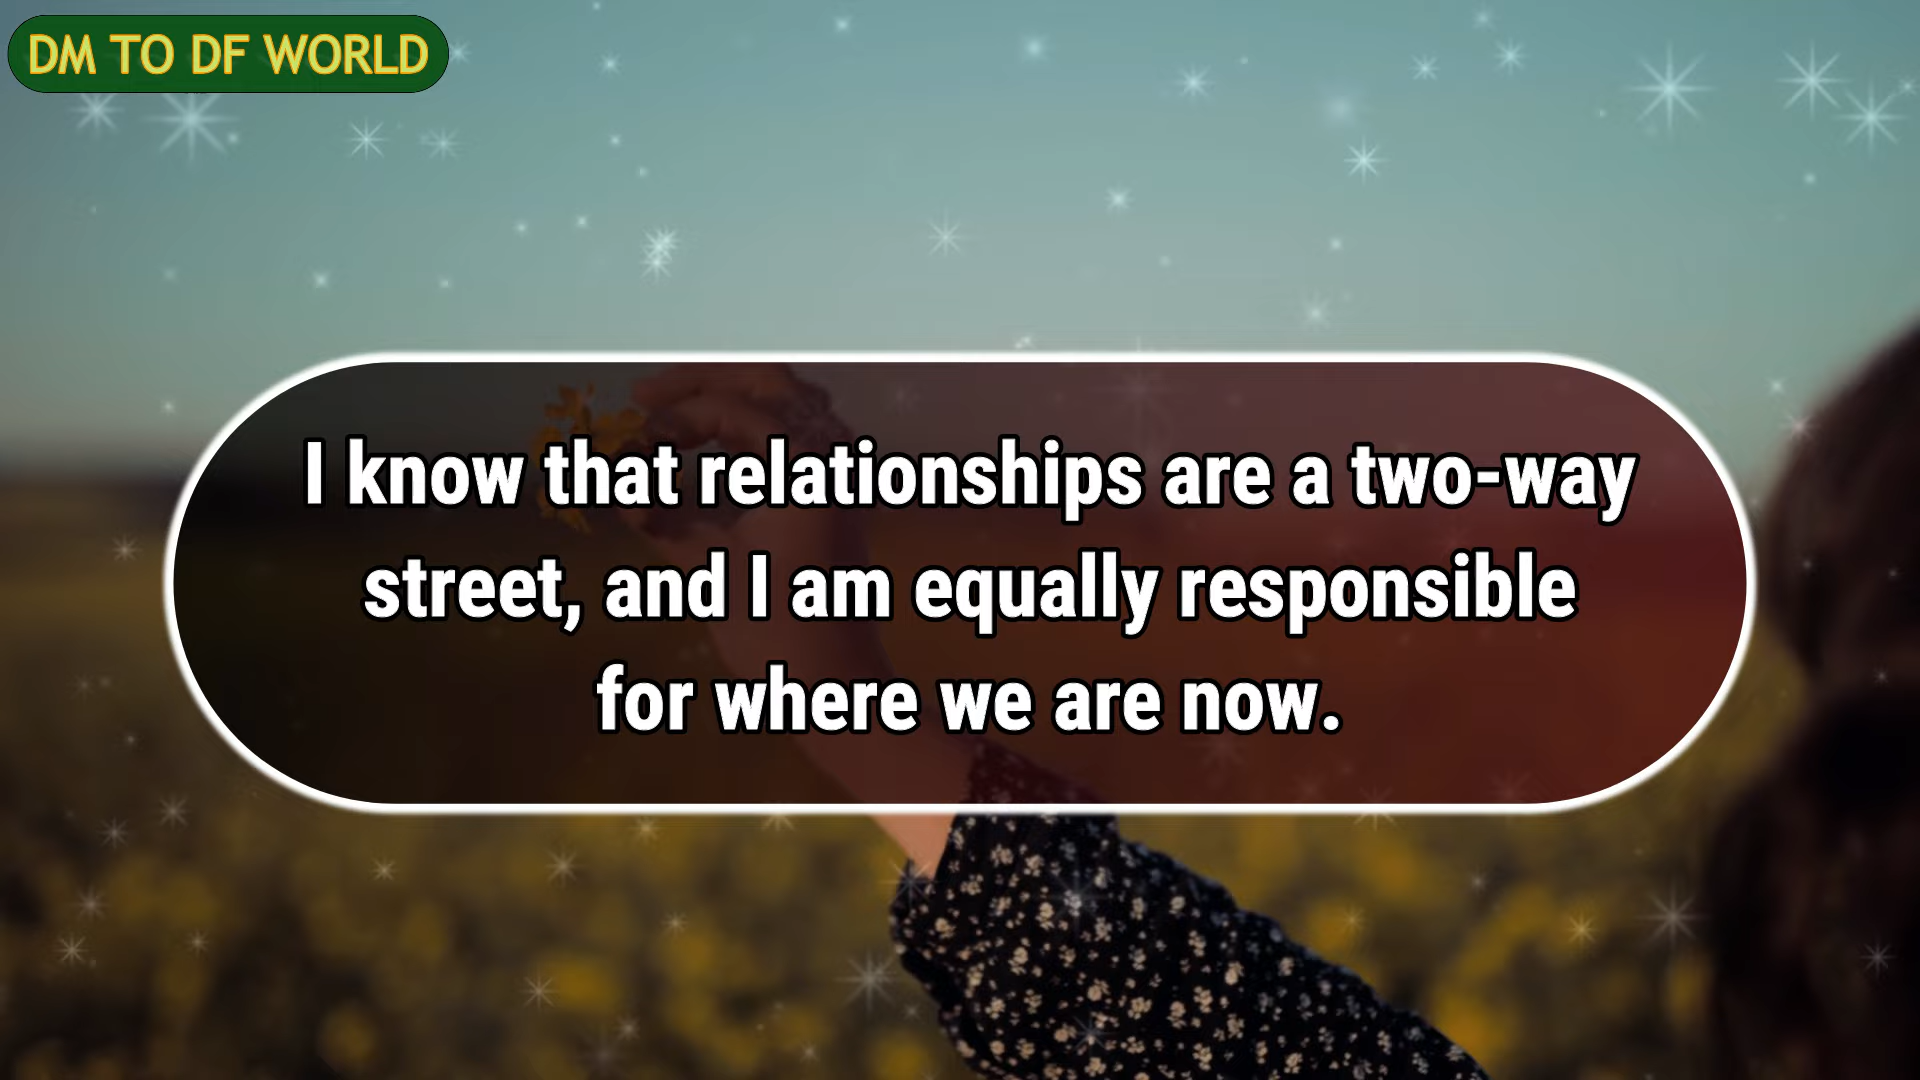 DM TO DF WORLD
I know that relationships are a two-way
street, and I am equally responsible
for where we are now.